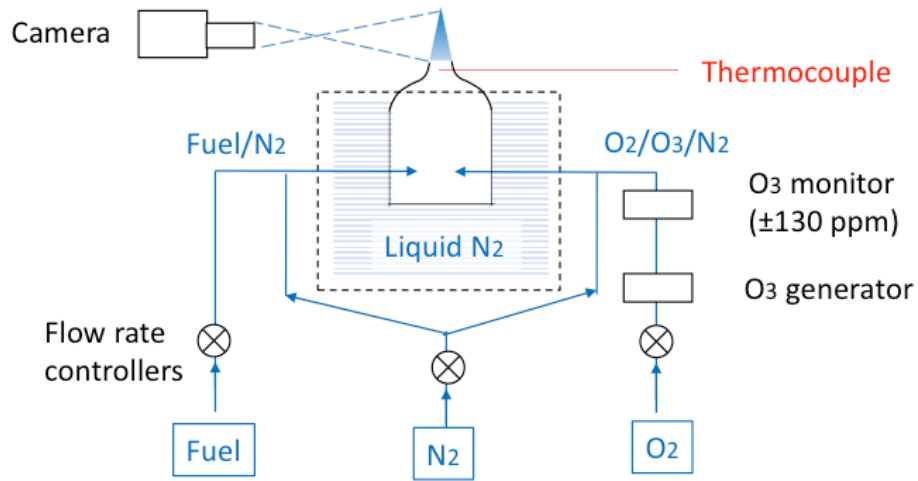 Camera
Thermocouple
Fuel/N2
O2/O3/N2
O3 monitor
(±130 ppm)
Liquid N2
O3 generator
Flow rate
controllers
Fuel
N2
O2